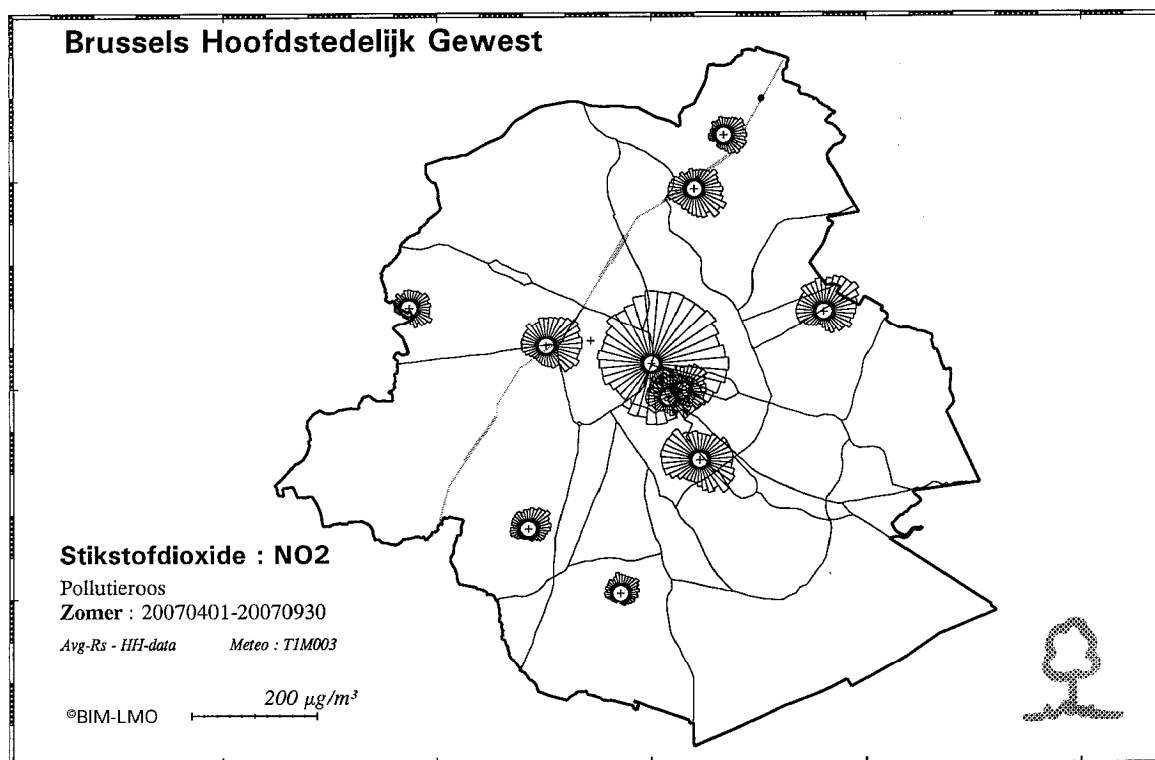 Brussels Hoofdstedelijk Gewest
Stikstofdioxide : NO2
Pollutieroos
Zomer : 20070401-20070930
Avg-Rs - HH-data Meteo : T1M003
200 µg/m³
©BIM-LMO